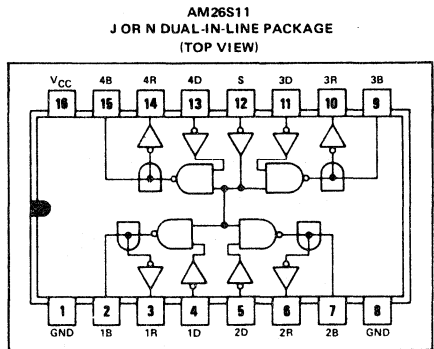 AM26S11
J OR N DUAL-IN-LINE PACKAGE
(TOP VIEW)
VCC 4B 4R 4D S 3D 3R 3B
16 15 14 13 12 11 10 9
1 2 3 4 5 6 7 8
GND 1B 1R 1D 2D 2R 2B GND